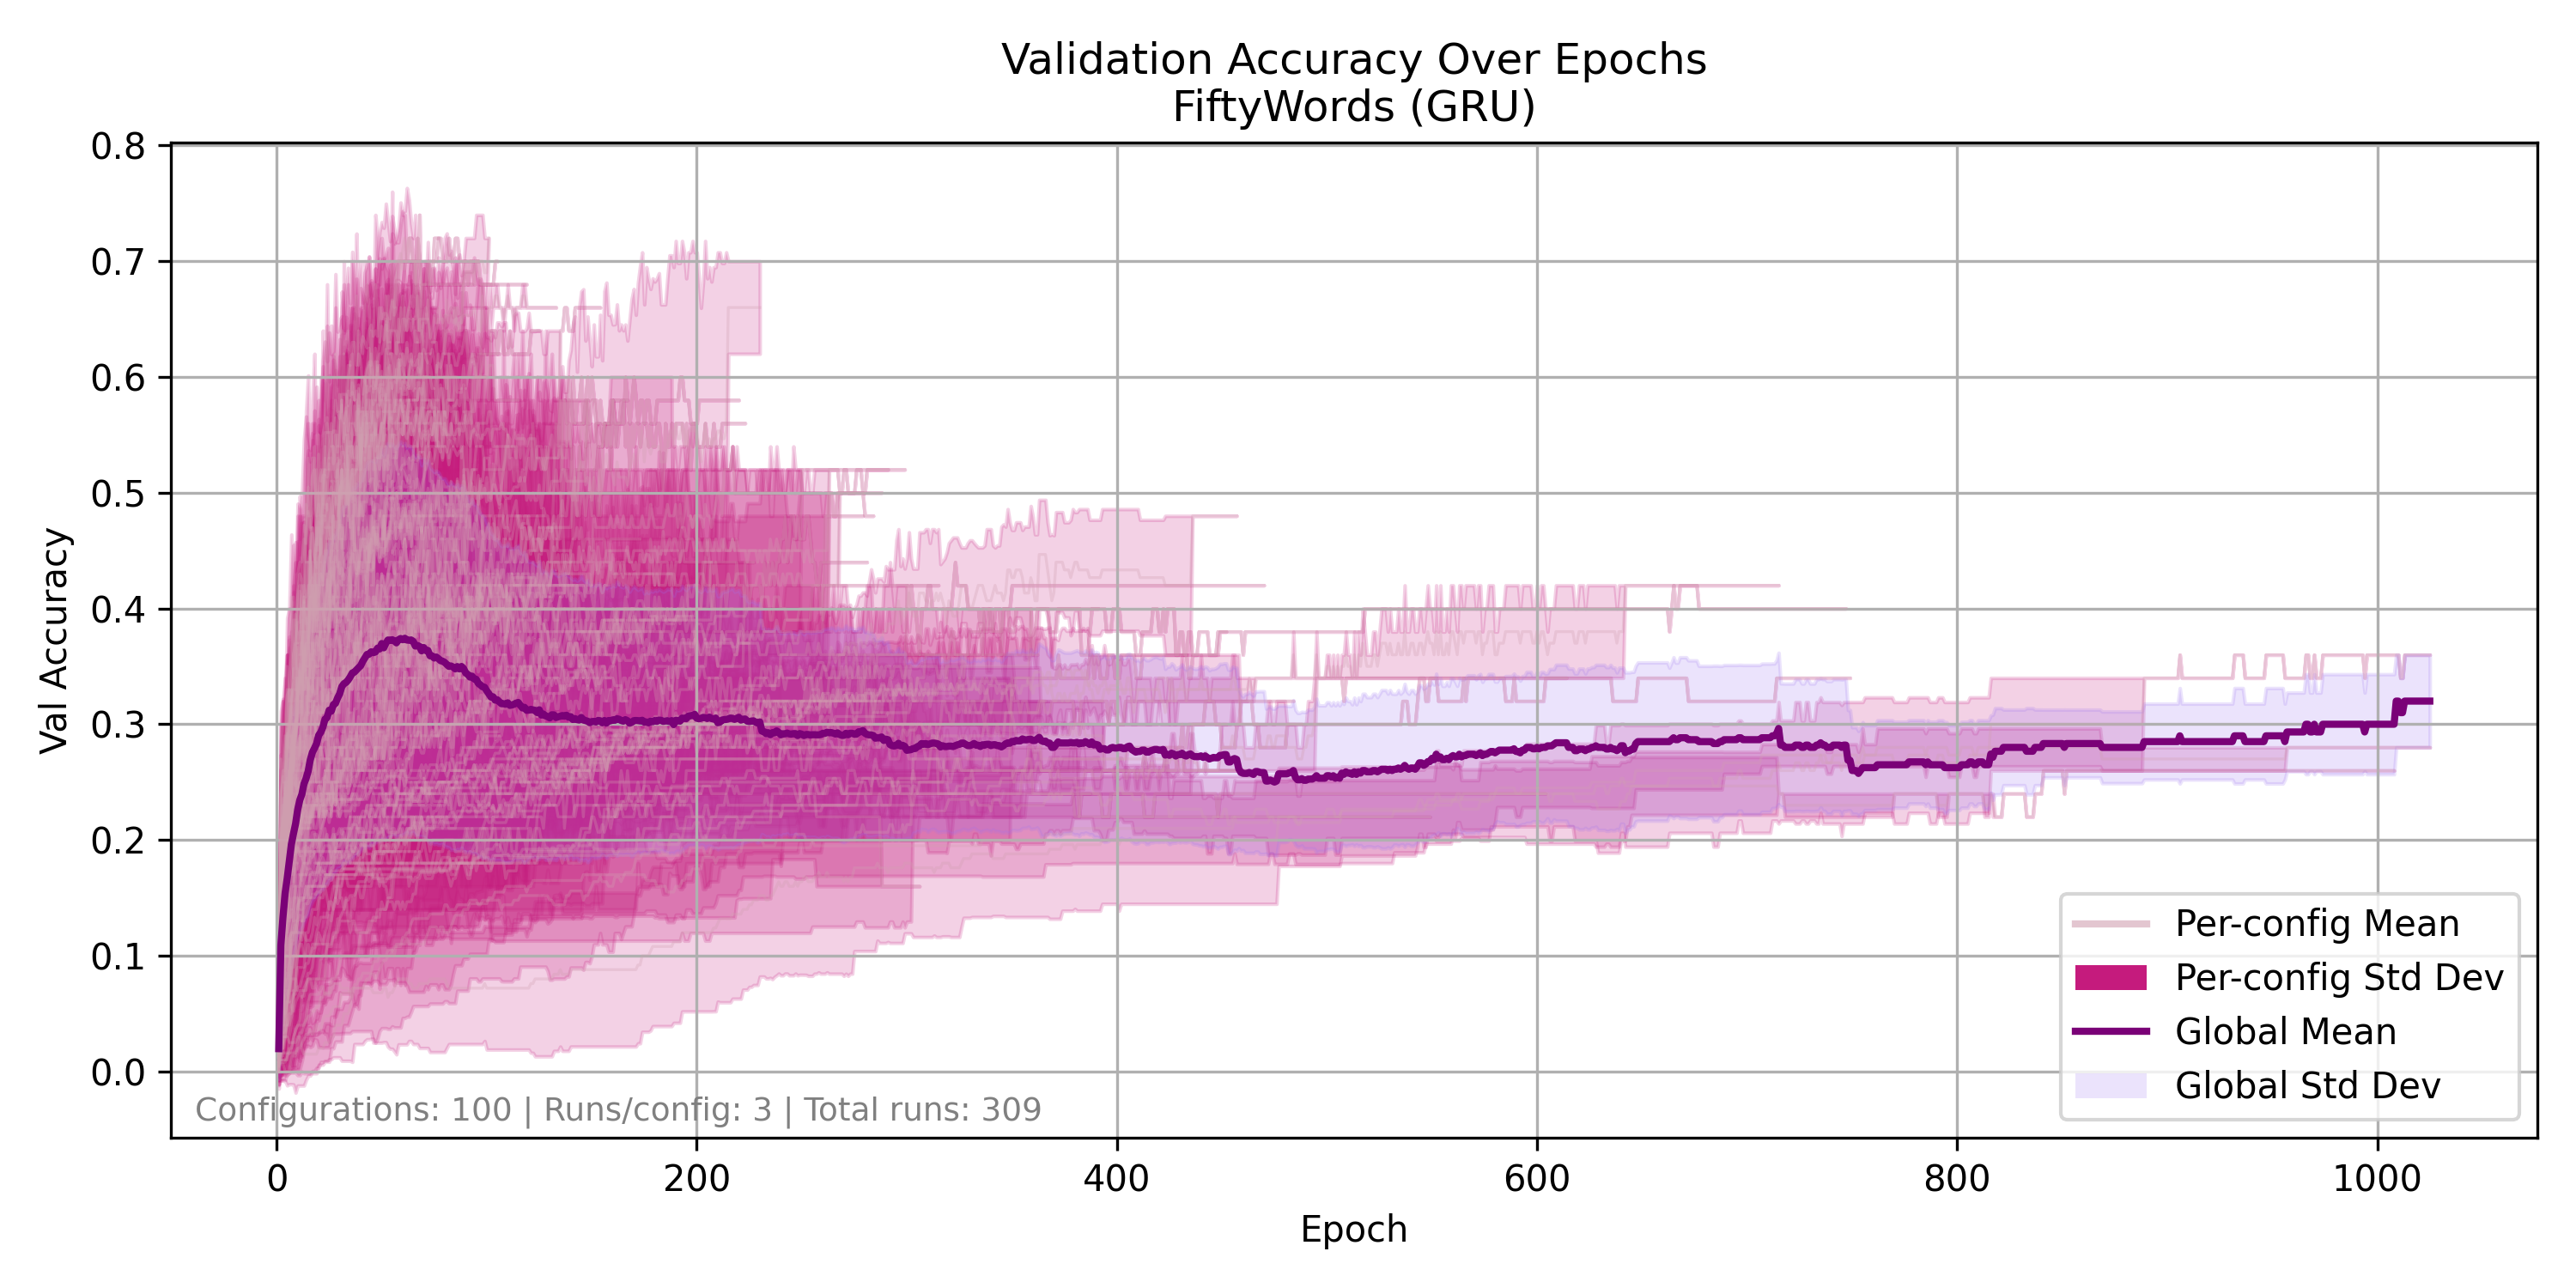 Validation Accuracy Over Epochs
FiftyWords (GRU)
Val Accuracy
0.8
0.7
0.6
0.5
0.4
0.3
0.2
0.1
0.0
Per-config Mean
Per-config Std Dev
Global Mean
Global Std Dev
Configurations: 100 | Runs/config: 3 | Total runs: 309
0 200 400 600 800 1000
Epoch